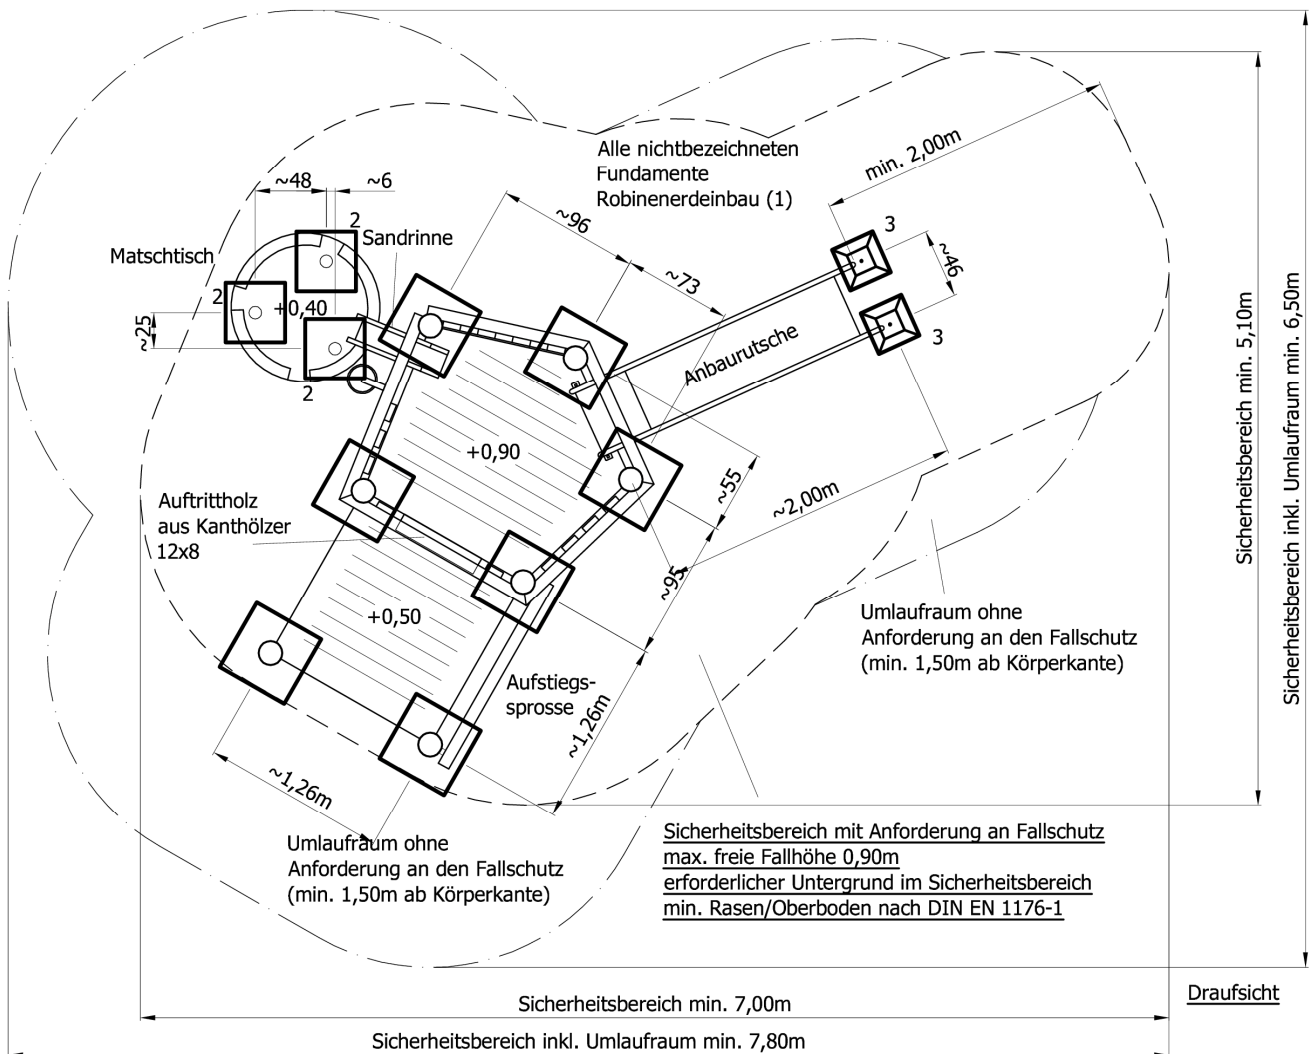 Alle nichtbezeichneten
Fundamente
Robinenerdeinbau (1)
min. 2,00m
~48
~6
2
Sandrinne
~96
3
Matschtisch
~46
~73
2
+0,40
~25
3
Anbaurutsche
2
Sicherheitsbereich min. 5,10m
Sicherheitsbereich inkl. Umlaufraum min. 6,50m
+0,90
~55
~2,00m
Auftrittholz
aus Kanthölzer
12x8
~95
+0,50
Umlaufraum ohne
Anforderung an den Fallschutz
(min. 1,50m ab Körperkante)
Aufstiegs-
sprosse
~1,26m
~1,26m
Umlaufraum ohne
Anforderung an den Fallschutz
(min. 1,50m ab Körperkante)
Sicherheitsbereich mit Anforderung an Fallschutz
max. freie Fallhöhe 0,90m
erforderlicher Untergrund im Sicherheitsbereich
min. Rasen/Oberboden nach DIN EN 1176-1
Draufsicht
Sicherheitsbereich min. 7,00m
Sicherheitsbereich inkl. Umlaufraum min. 7,80m